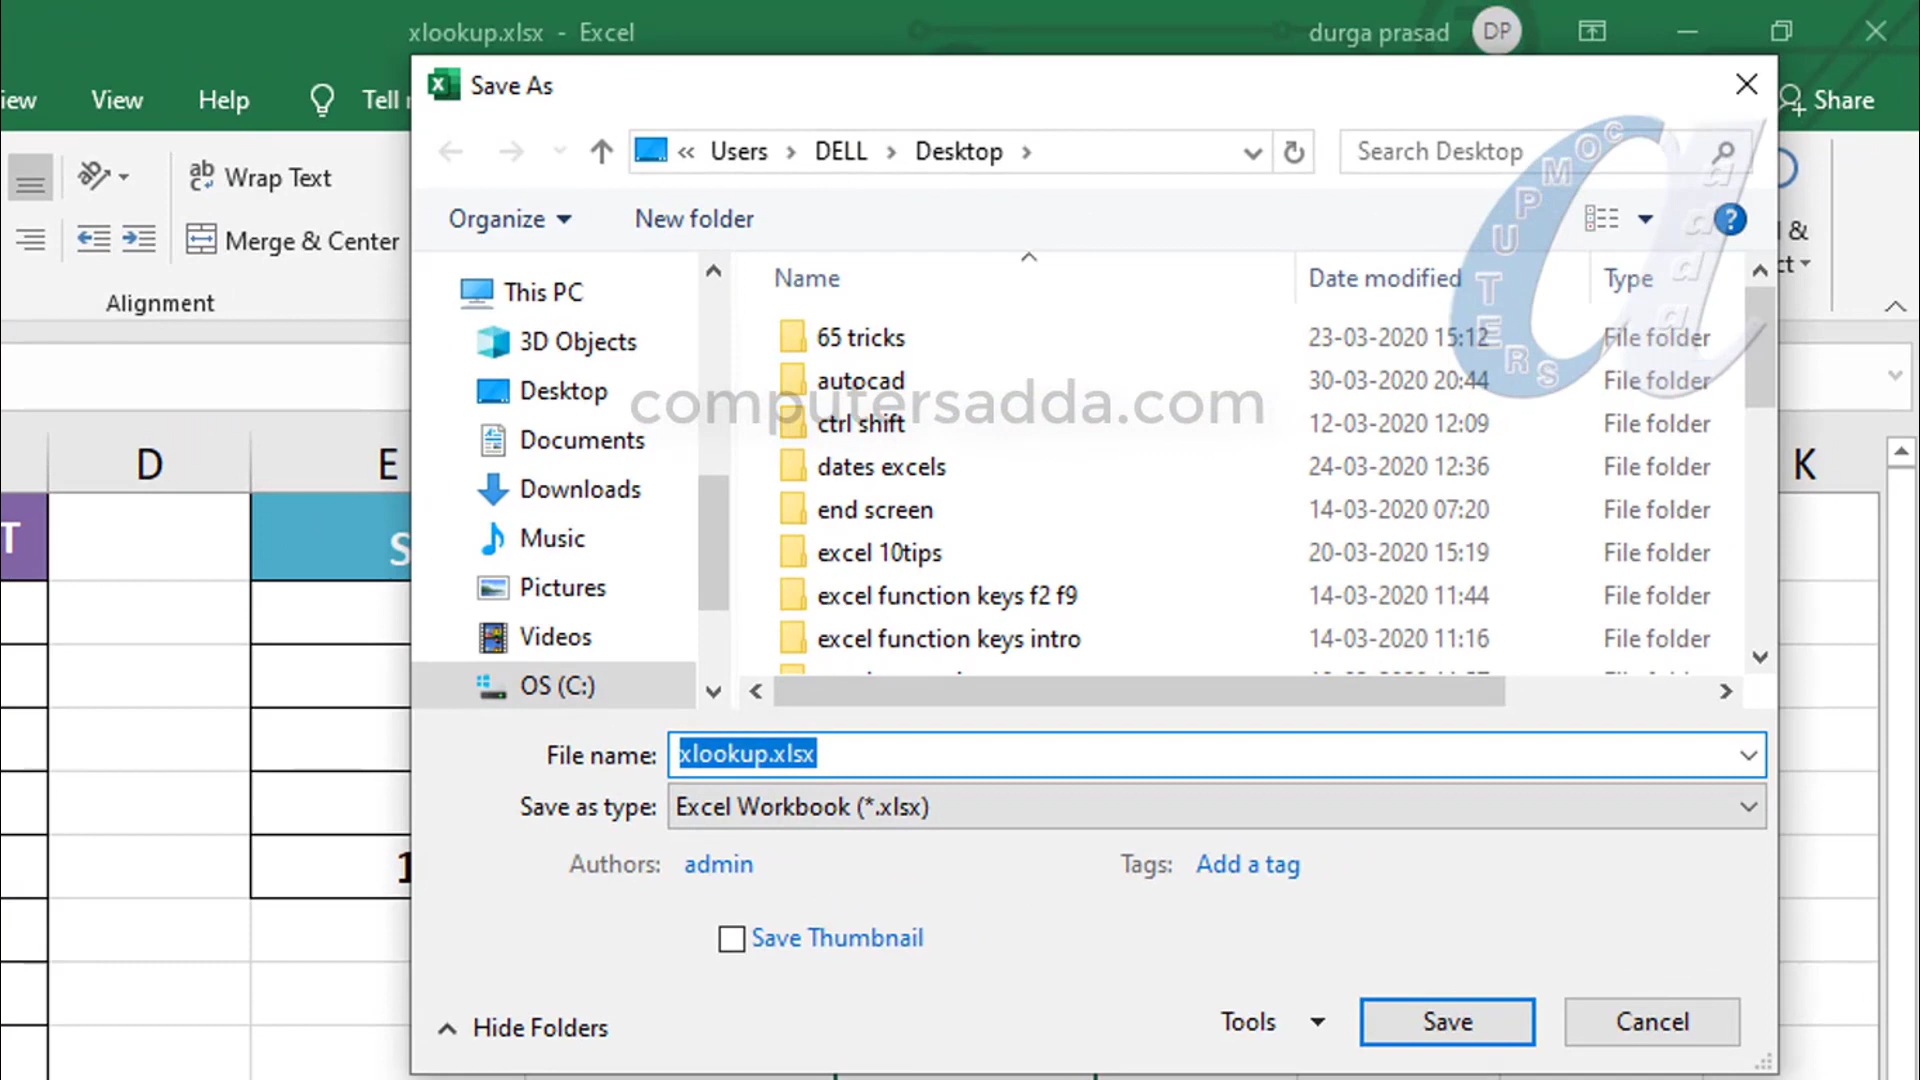 xlookup.xlsx - Excel
durga prasad DP
iew View Help Tell Share
Save As
« Users > DELL > Desktop >
Search Desktop
Organize New folder
?
ab Wrap Text
Merge & Center
Alignment
&
ct
This PC
3D Objects
Desktop
Documents
Downloads
Music
Pictures
Videos
OS (C:)
Name Date modified Type
65 tricks 23-03-2020 15:12 File folder
autocad 30-03-2020 20:44 File folder
ctrl shift 12-03-2020 12:09 File folder
dates excels 24-03-2020 12:36 File folder
end screen 14-03-2020 07:20 File folder
excel 10tips 20-03-2020 15:19 File folder
excel function keys f2 f9 14-03-2020 11:44 File folder
excel function keys intro 14-03-2020 11:16 File folder
computersadda.com
COMPUTERS
adda
D E K
T S
1
File name: xlookup.xlsx
Save as type: Excel Workbook (*.xlsx)
Authors: admin Tags: Add a tag
Save Thumbnail
Hide Folders
Tools Save Cancel